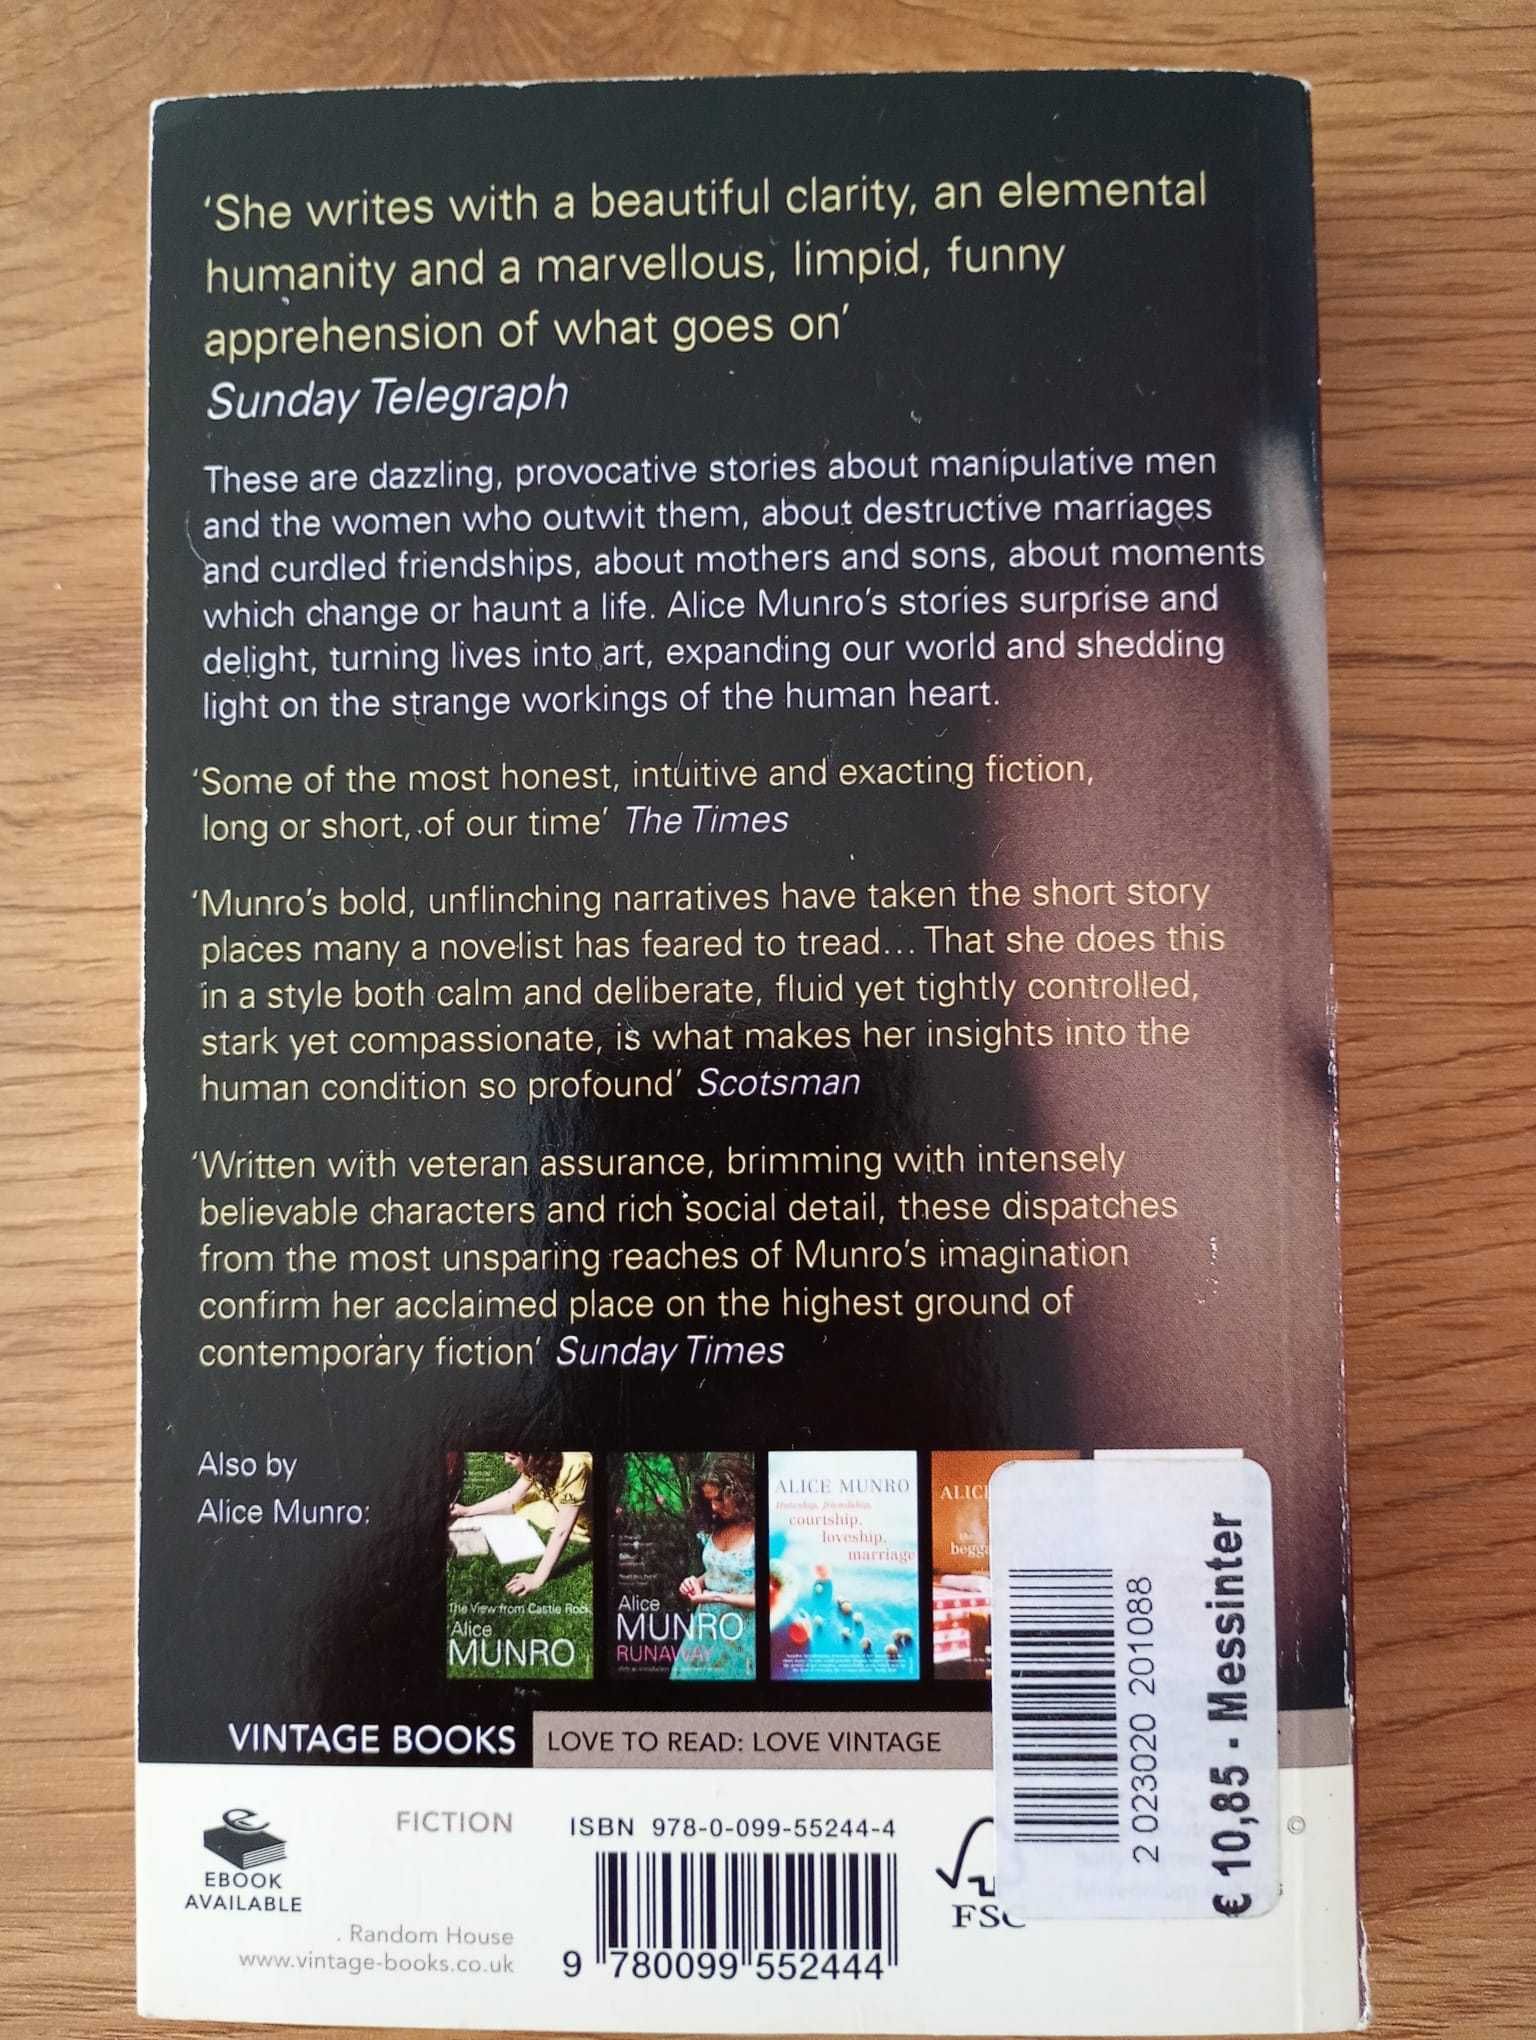 ‘She writes with a beautiful clarity, an elemental
humanity and a marvellous, limpid, funny
apprehension of what goes on’
Sunday Telegraph
These are dazzling, provocative stories about manipulative men
and the women who outwit them, about destructive marriages
and curdled friendships, about mothers and sons, about moments
which change or haunt a life. Alice Munro’s stories surprise and
delight, turning lives into art, expanding our world and shedding
light on the strange workings of the human heart.
‘Some of the most honest, intuitive and exacting fiction,
long or short, of our time’ The Times
‘Munro’s bold, unflinching narratives have taken the short story
places many a novelist has feared to tread… That she does this
in a style both calm and deliberate, fluid yet tightly controlled,
stark yet compassionate, is what makes her insights into the
human condition so profound’ Scotsman
‘Written with veteran assurance, brimming with intensely
believable characters and rich social detail, these dispatches
from the most unsparing reaches of Munro’s imagination
confirm her acclaimed place on the highest ground of
contemporary fiction’ Sunday Times
Also by
Alice Munro:
The View from Castle Rock
Alice
MUNRO
Alice
MUNRO
RUNAWAY
ALICE MUNRO
Hateship, friendship,
courtship,
loveship,
marriage
ALIC
begga
2 023020 201088
€ 10,85 - Messinter
VINTAGE BOOKS
LOVE TO READ: LOVE VINTAGE
EBOOK
AVAILABLE
FICTION
Random House
www.vintage-books.co.uk
ISBN 978-0-099-55244-4
9 780099 552444
FSC
©